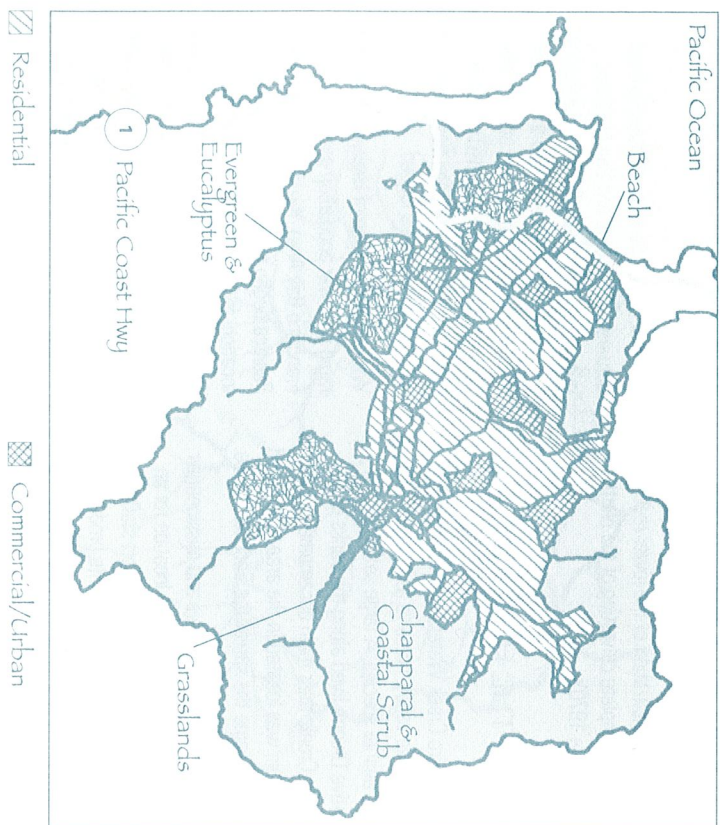 Pacific Ocean
Beach
Chapparal &
Coastal Scrub
Evergreen &
Eucalyptus
Grasslands
1 Pacific Coast Hwy
Residential
Commercial/Urban